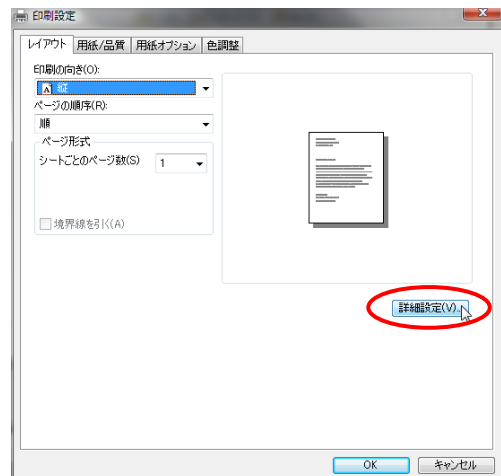 印刷設定
レイアウト 用紙/品質 用紙オプション 色調整
印刷の向き(O):
A 縦
ページの順序(R):
順
ページ形式
シートごとのページ数(S) 1
境界線を引く(A)
詳細設定(V)...
OK キャンセル